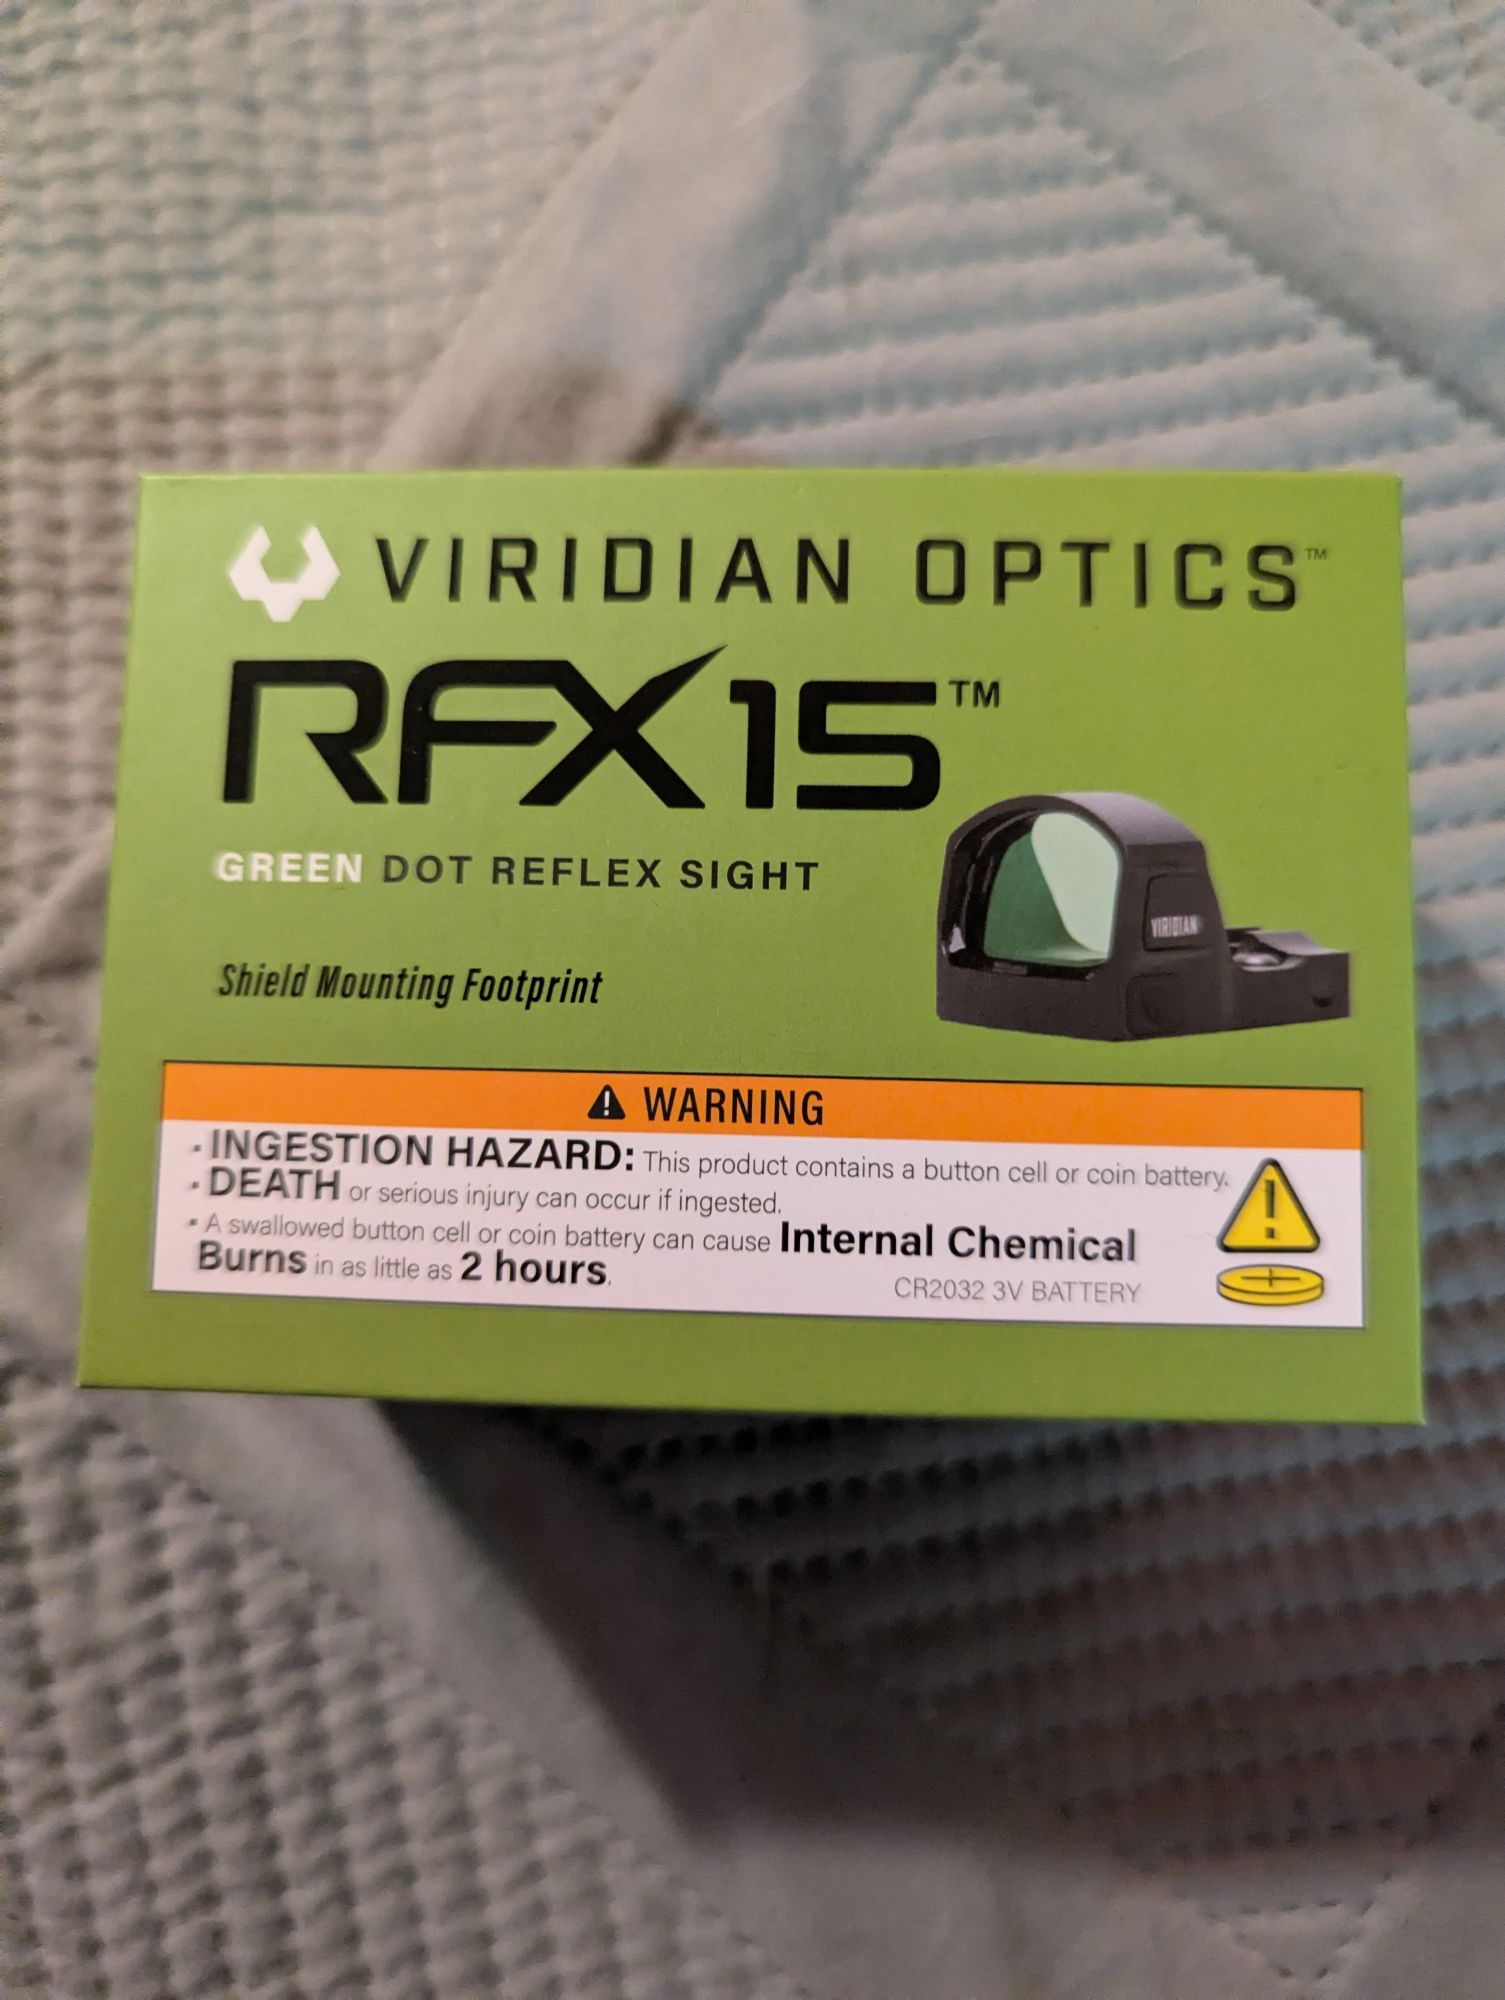 VIRIDIAN OPTICS™
RFX15™
GREEN DOT REFLEX SIGHT
VIRIDIAN
Shield Mounting Footprint
⚠ WARNING
• INGESTION HAZARD: This product contains a button cell or coin battery.
• DEATH or serious injury can occur if ingested.
• A swallowed button cell or coin battery can cause Internal Chemical
Burns in as little as 2 hours.
CR2032 3V BATTERY